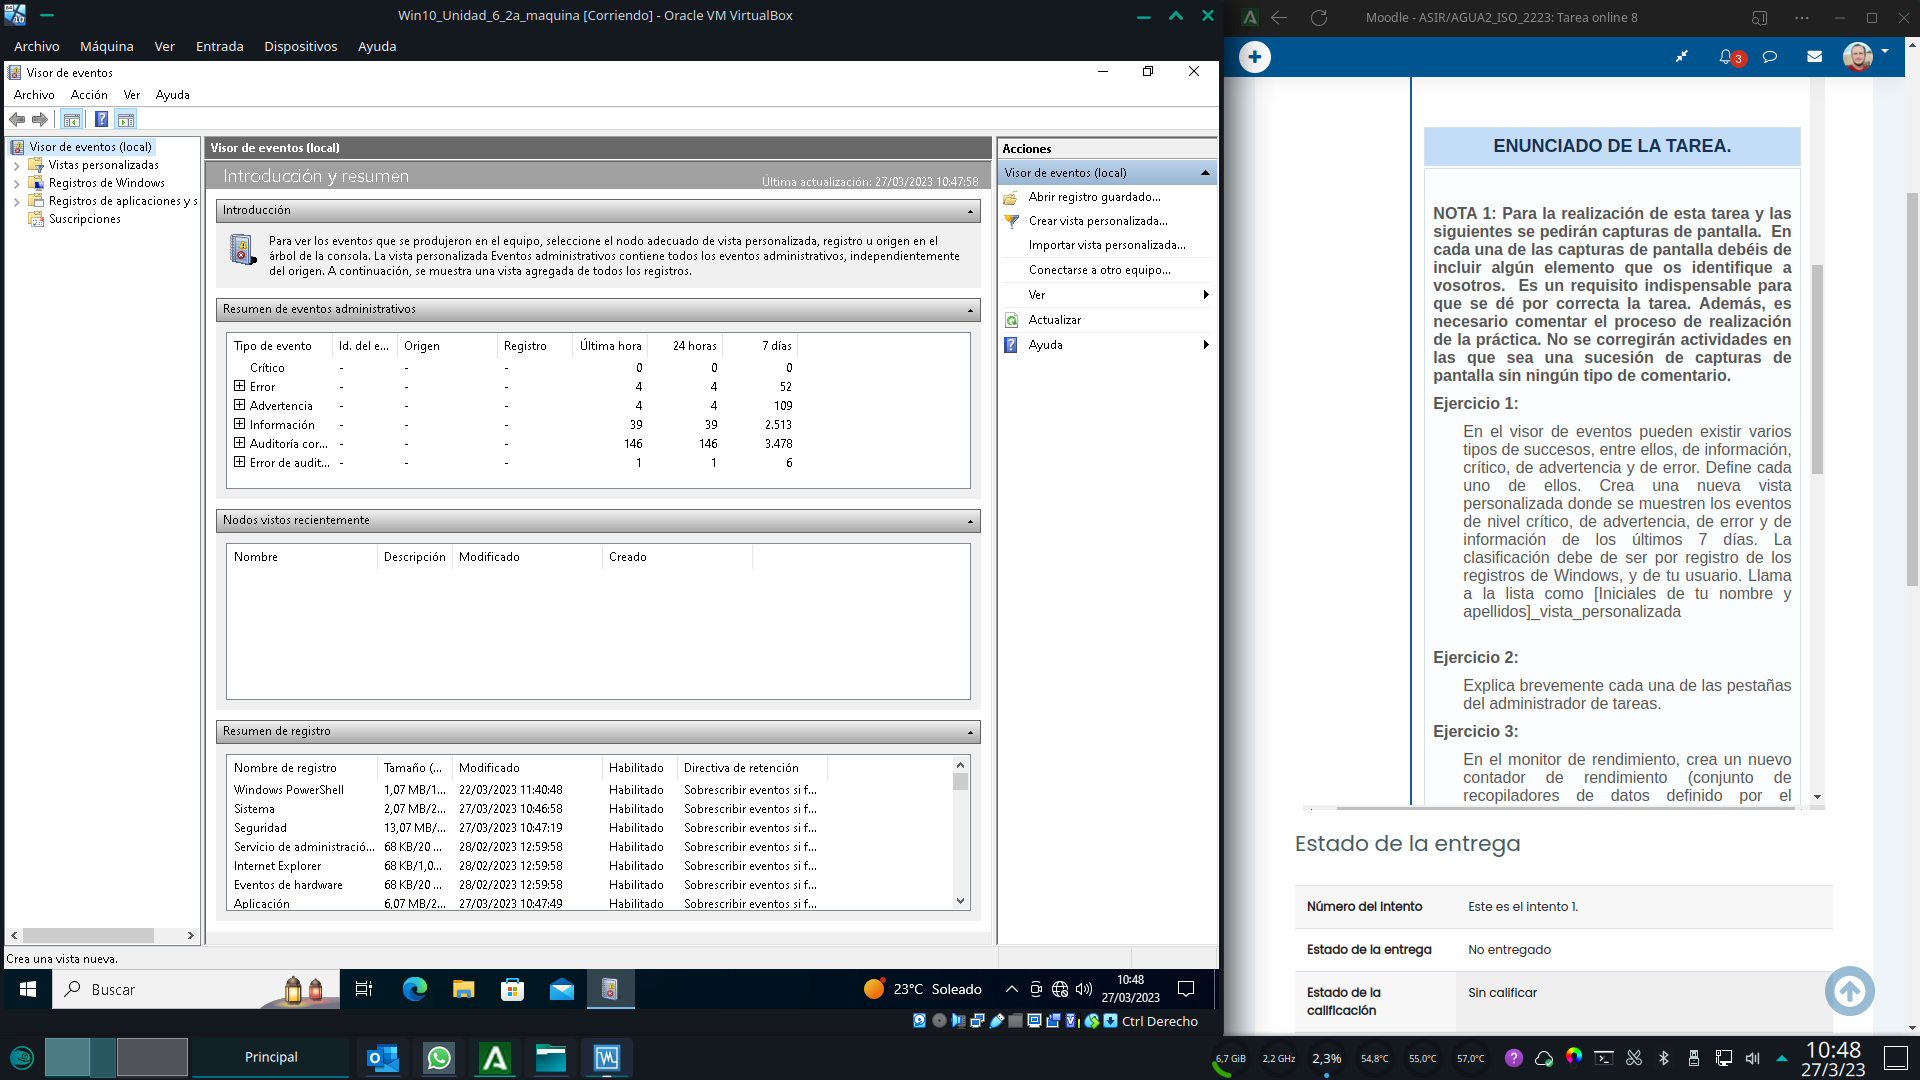 Win10_Unidad_6_2a_maquina [Corriendo] - Oracle VM VirtualBox
Archivo Máquina Ver Entrada Dispositivos Ayuda
Visor de eventos
Archivo Acción Ver Ayuda
Visor de eventos (local)
Vistas personalizadas
Registros de Windows
Registros de aplicaciones y s
Suscripciones
Visor de eventos (local)
Introducción y resumen
Última actualización: 27/03/2023 10:47:58
Introducción
Para ver los eventos que se produjeron en el equipo, seleccione el nodo adecuado de vista personalizada, registro u origen en el
árbol de la consola. La vista personalizada Eventos administrativos contiene todos los eventos administrativos, independientemente
del origen. A continuación, se muestra una vista agregada de todos los registros.
Resumen de eventos administrativos
Tipo de evento Id. del e... Origen Registro Última hora 24 horas 7 días
Crítico - - - 0 0 0
Error - - - 4 4 52
Advertencia - - - 4 4 109
Información - - - 39 39 2.513
Auditoría cor... - - - 146 146 3.478
Error de audit... - - - 1 1 6
Nodos vistos recientemente
Nombre Descripción Modificado Creado
Resumen de registro
Nombre de registro Tamaño (... Modificado Habilitado Directiva de retención
Windows PowerShell 1,07 MB/1... 22/03/2023 11:40:48 Habilitado Sobrescribir eventos si f...
Sistema 2,07 MB/2... 27/03/2023 10:46:58 Habilitado Sobrescribir eventos si f...
Seguridad 13,07 MB/... 27/03/2023 10:47:19 Habilitado Sobrescribir eventos si f...
Servicio de administració... 68 KB/20 ... 28/02/2023 12:59:58 Habilitado Sobrescribir eventos si f...
Internet Explorer 68 KB/1,0... 28/02/2023 12:59:58 Habilitado Sobrescribir eventos si f...
Eventos de hardware 68 KB/20 ... 28/02/2023 12:59:58 Habilitado Sobrescribir eventos si f...
Aplicación 6,07 MB/2... 27/03/2023 10:47:49 Habilitado Sobrescribir eventos si f...
Acciones
Visor de eventos (local)
Abrir registro guardado...
Crear vista personalizada...
Importar vista personalizada...
Conectarse a otro equipo...
Ver
Actualizar
Ayuda
Crea una vista nueva.
Buscar
23°C Soleado
10:48
27/03/2023
Ctrl Derecho
Moodle - ASIR/AGUA2_ISO_2223: Tarea online 8
3
ENUNCIADO DE LA TAREA.
NOTA 1: Para la realización de esta tarea y las
siguientes se pedirán capturas de pantalla. En
cada una de las capturas de pantalla debéis de
incluir algún elemento que os identifique a
vosotros. Es un requisito indispensable para
que se dé por correcta la tarea. Además, es
necesario comentar el proceso de realización
de la práctica. No se corregirán actividades en
las que sea una sucesión de capturas de
pantalla sin ningún tipo de comentario.
Ejercicio 1:
En el visor de eventos pueden existir varios
tipos de sucesos, entre ellos, de información,
crítico, de advertencia y de error. Define cada
uno de ellos. Crea una nueva vista
personalizada donde se muestren los eventos
de nivel crítico, de advertencia, de error y de
información de los últimos 7 días. La
clasificación debe de ser por registro de los
registros de Windows, y de tu usuario. Llama
a la lista como [Iniciales de tu nombre y
apellidos]_vista_personalizada
Ejercicio 2:
Explica brevemente cada una de las pestañas
del administrador de tareas.
Ejercicio 3:
En el monitor de rendimiento, crea un nuevo
contador de rendimiento (conjunto de
recopiladores de datos definido por el
Estado de la entrega
Número del Intento Este es el intento 1.
Estado de la entrega No entregado
Estado de la calificación Sin calificar
Principal
6,7 GiB 2,2 GHz 2,3% 54,8°C 55,0°C 57,0°C
10:48
27/3/23